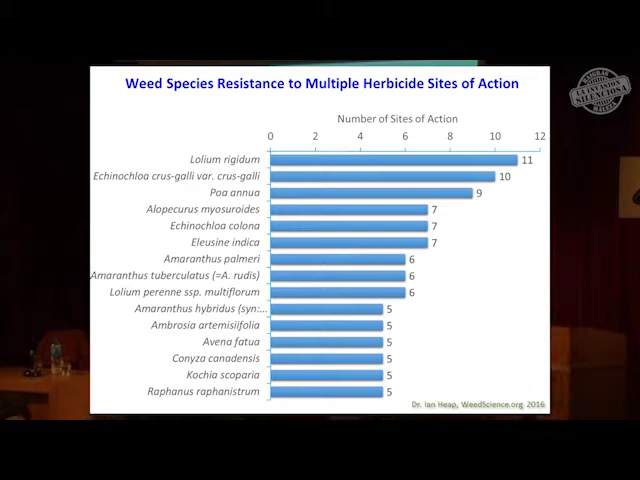 Weed Species Resistance to Multiple Herbicide Sites of Action
Number of Sites of Action
0 2 4 6 8 10 12
Lolium rigidum 11
Echinochloa crus-galli var. crus-galli 10
Poa annua 9
Alopecurus myosuroides 7
Echinochloa colona 7
Eleusine indica 7
Amaranthus palmeri 6
Amaranthus tuberculatus (=A. rudis) 6
Lolium perenne ssp. multiflorum 6
Amaranthus hybridus (syn:... 5
Ambrosia artemisiifolia 5
Avena fatua 5
Conyza canadensis 5
Kochia scoparia 5
Raphanus raphanistrum 5
Dr. Ian Heap, WeedScience.org 2016
LA INVASION
SILENCIOSA